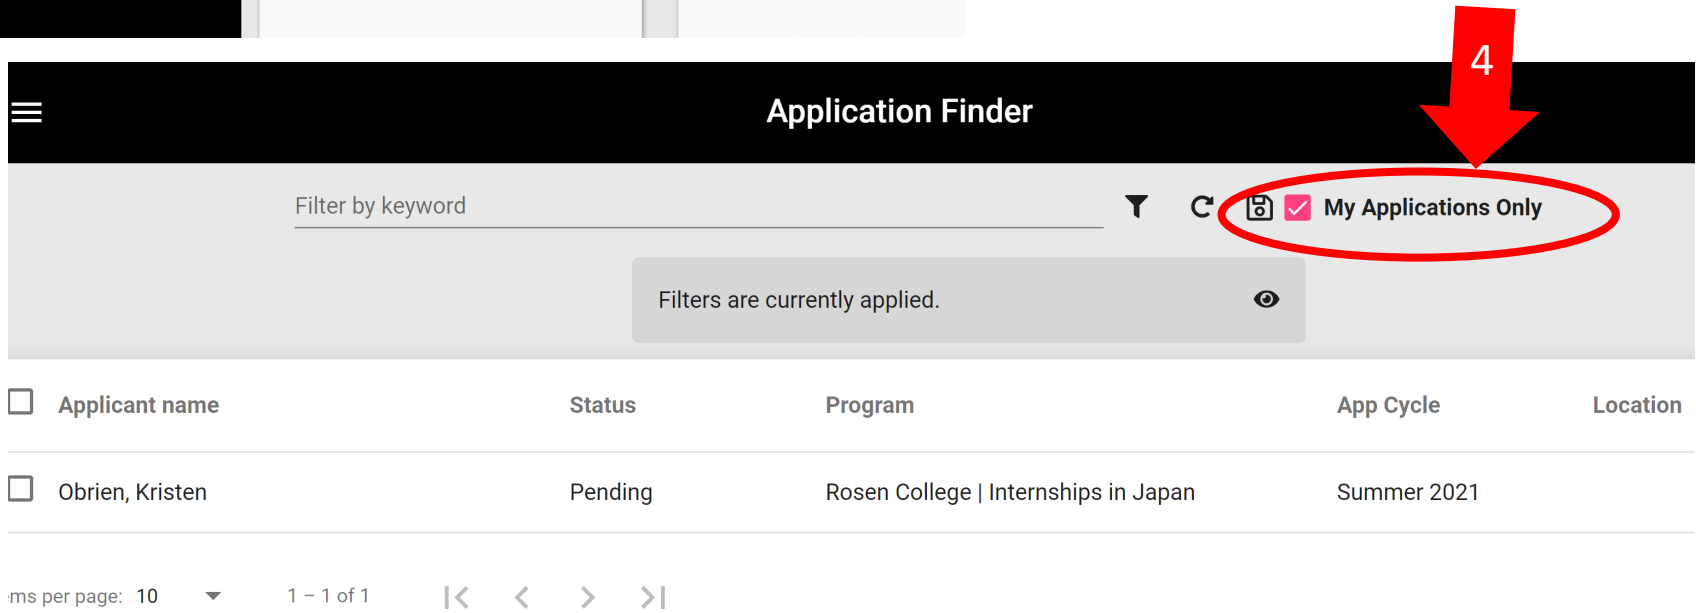 4
Application Finder
Filter by keyword
My Applications Only
Filters are currently applied.
Applicant name Status Program App Cycle Location
Obrien, Kristen Pending Rosen College | Internships in Japan Summer 2021
ms per page: 10 1 – 1 of 1